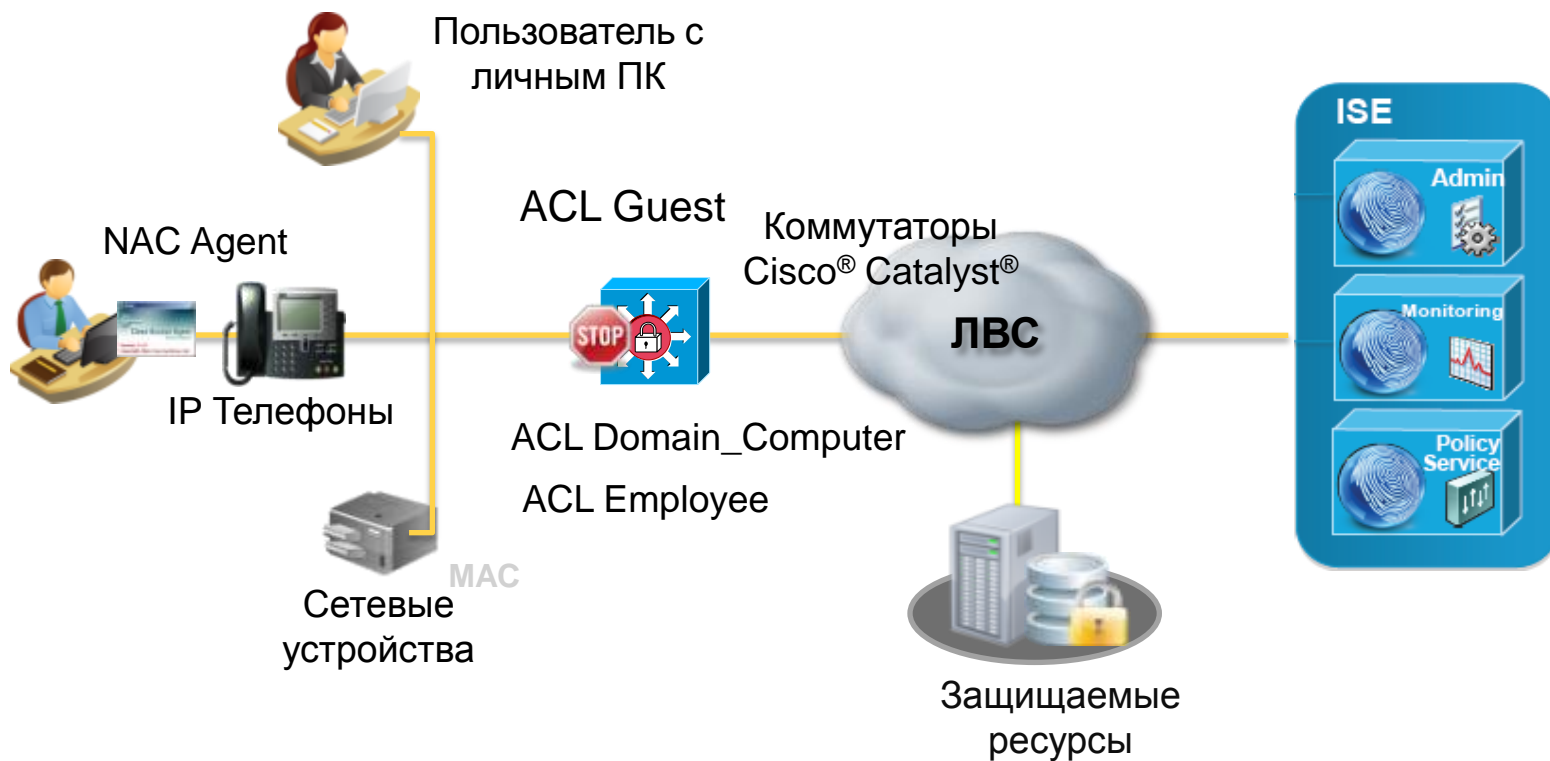 Пользователь с
личным ПК
ISE
Admin
ACL Guest
Коммутаторы
Cisco® Catalyst®
NAC Agent
Monitoring
STOP
ЛВС
IP Телефоны
ACL Domain_Computer
Policy
Service
ACL Employee
MAC
Сетевые
устройства
Защищаемые
ресурсы